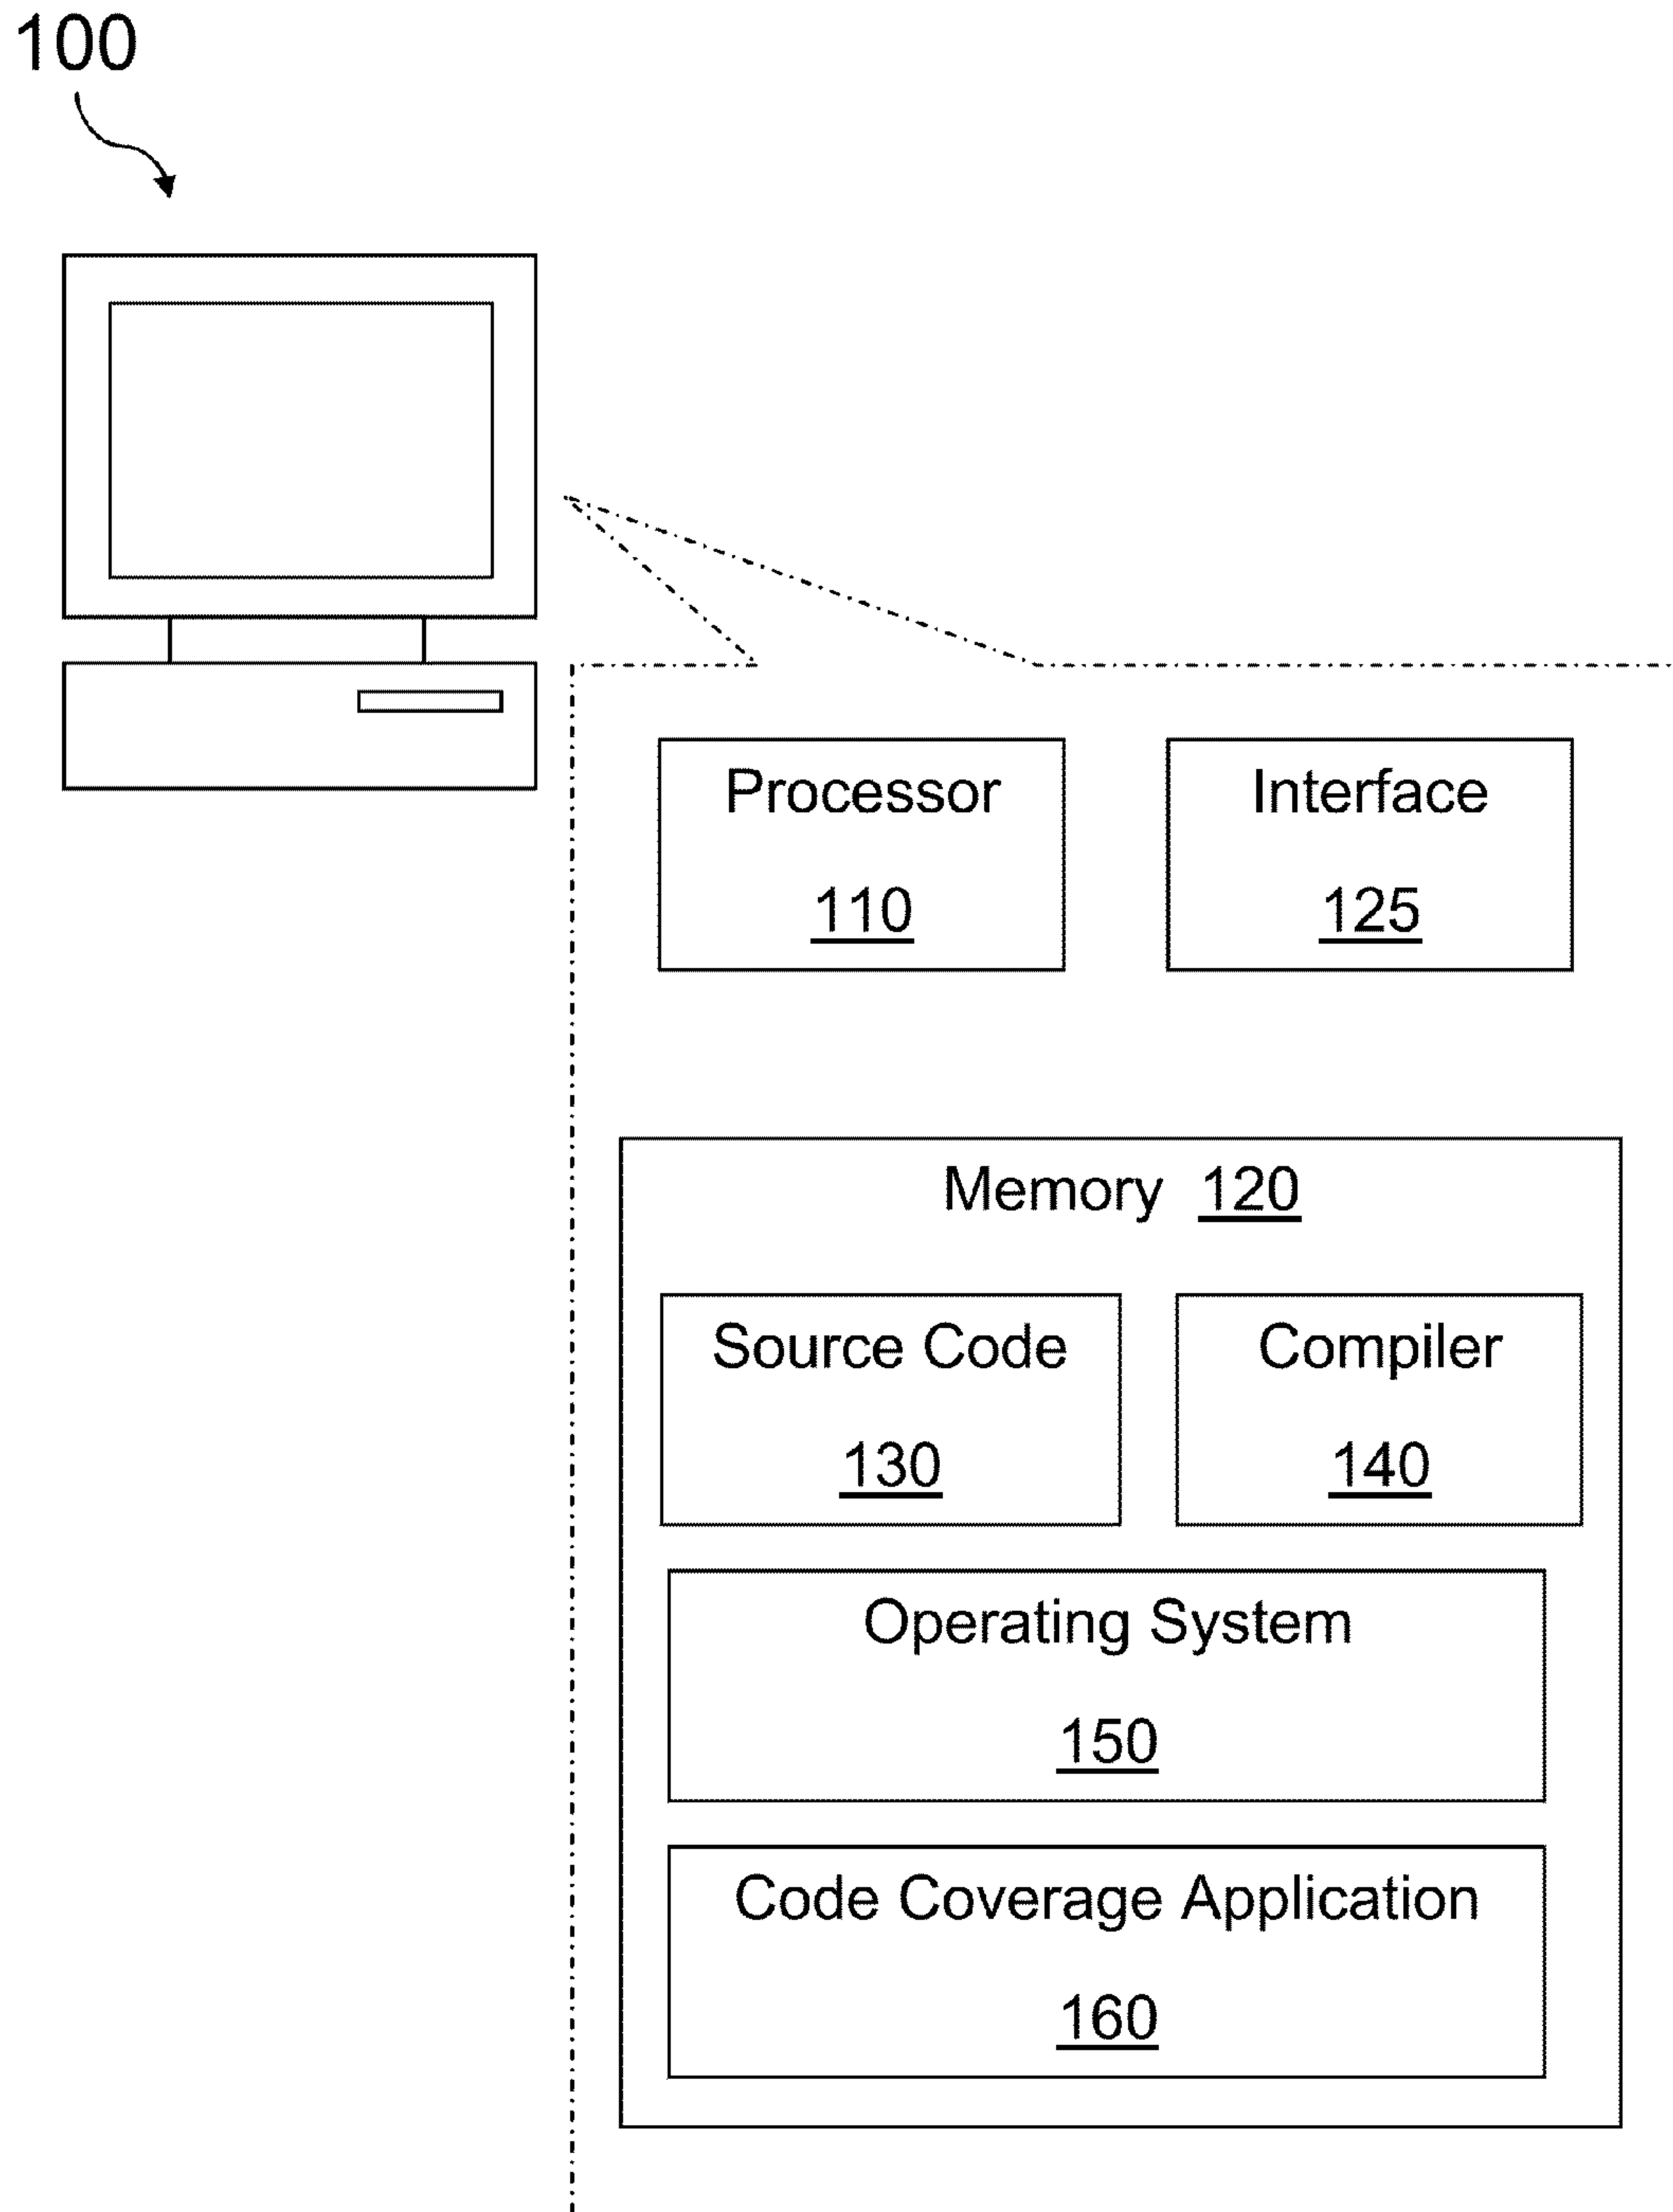 100
Processor
110
Interface
125
Memory 120
Source Code
130
Compiler
140
Operating System
150
Code Coverage Application
160